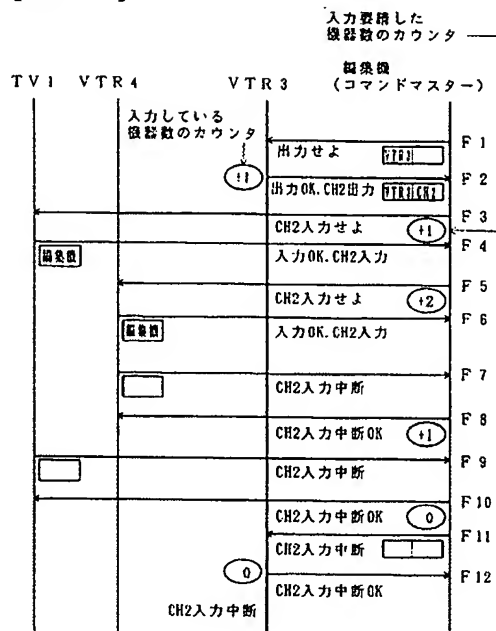 入力要請した
機器数のカウンタ
編集機
TV1 VTR4 VTR3 (コマンドマスター)
入力している
機器数のカウンタ
F1
出力せよ VTR3
+1
F2
出力OK.CH2出力 VTR3 CH2
F3
CH2入力せよ +1
F4
編集機 入力OK.CH2入力
F5
CH2入力せよ +2
F6
編集機 入力OK.CH2入力
F7
CH2入力中断
F8
CH2入力中断OK +1
F9
CH2入力中断
F10
CH2入力中断OK 0
F11
CH2入力中断
0
F12
CH2入力中断OK
CH2入力中断